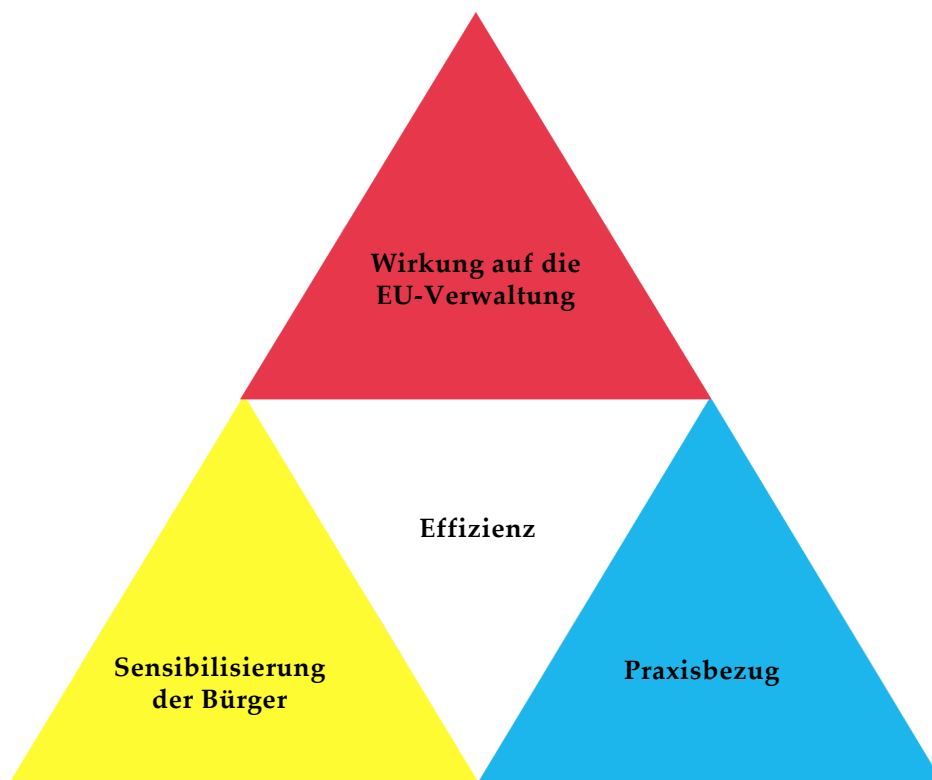 Wirkung auf die
EU-Verwaltung
Effizienz
Sensibilisierung
der Bürger
Praxisbezug